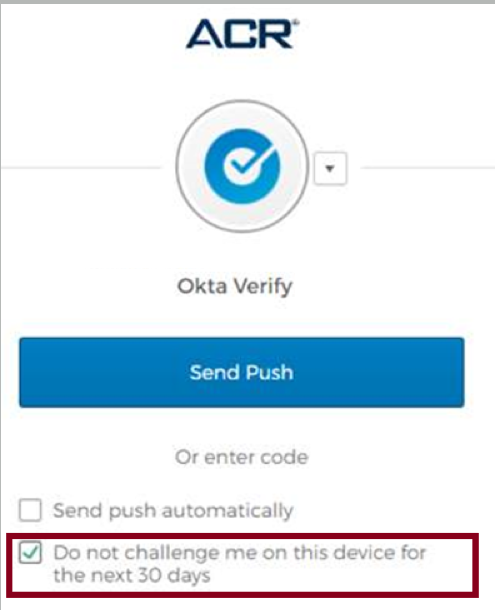 ACR®
Okta Verify
Send Push
Or enter code
Send push automatically
Do not challenge me on this device for
the next 30 days